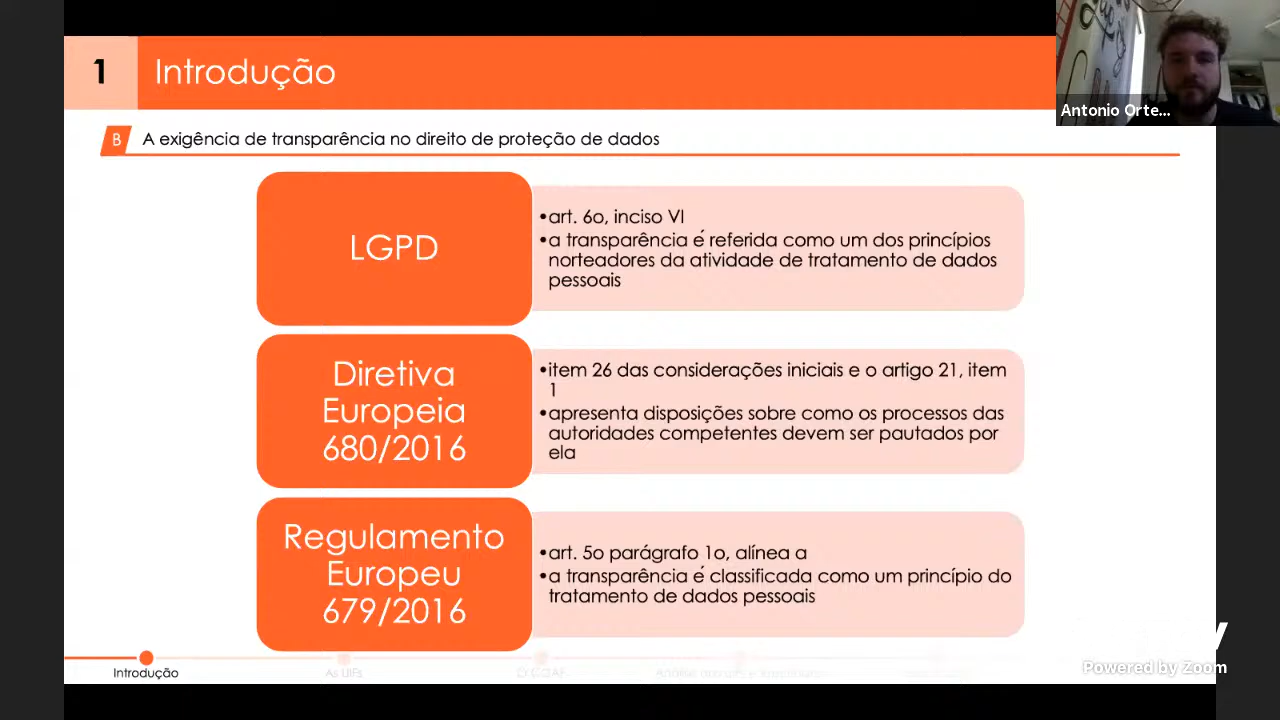 1 Introdução
Antonio Orte...
B A exigência de transparência no direito de proteção de dados
LGPD
•art. 6o, inciso VI
•a transparência é referida como um dos princípios
norteadores da atividade de tratamento de dados
pessoais
Diretiva
Europeia
680/2016
•item 26 das considerações iniciais e o artigo 21, item
1
•apresenta disposições sobre como os processos das
autoridades competentes devem ser pautados por
ela
Regulamento
Europeu
679/2016
•art. 5o parágrafo 1o, alínea a
•a transparência é classificada como um princípio do
tratamento de dados pessoais
Introdução
As UIFs
O COAF
Powered by Zoom